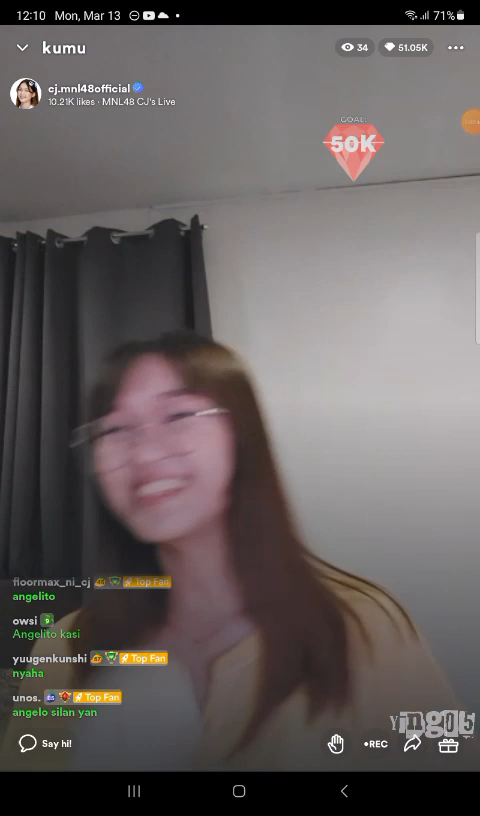 12:10 Mon, Mar 13 71%
kumu 34 51.05K
cj.mnl48official
10.21K likes · MNL48 CJ's Live
GOAL:
50K
floormax_ni_cj Top Fan
angelito
owsi 9
Angelito kasi
yuugenkunshi Top Fan
nyaha
unos. Top Fan
angelo silan yan
Say hi! •REC
Ying05